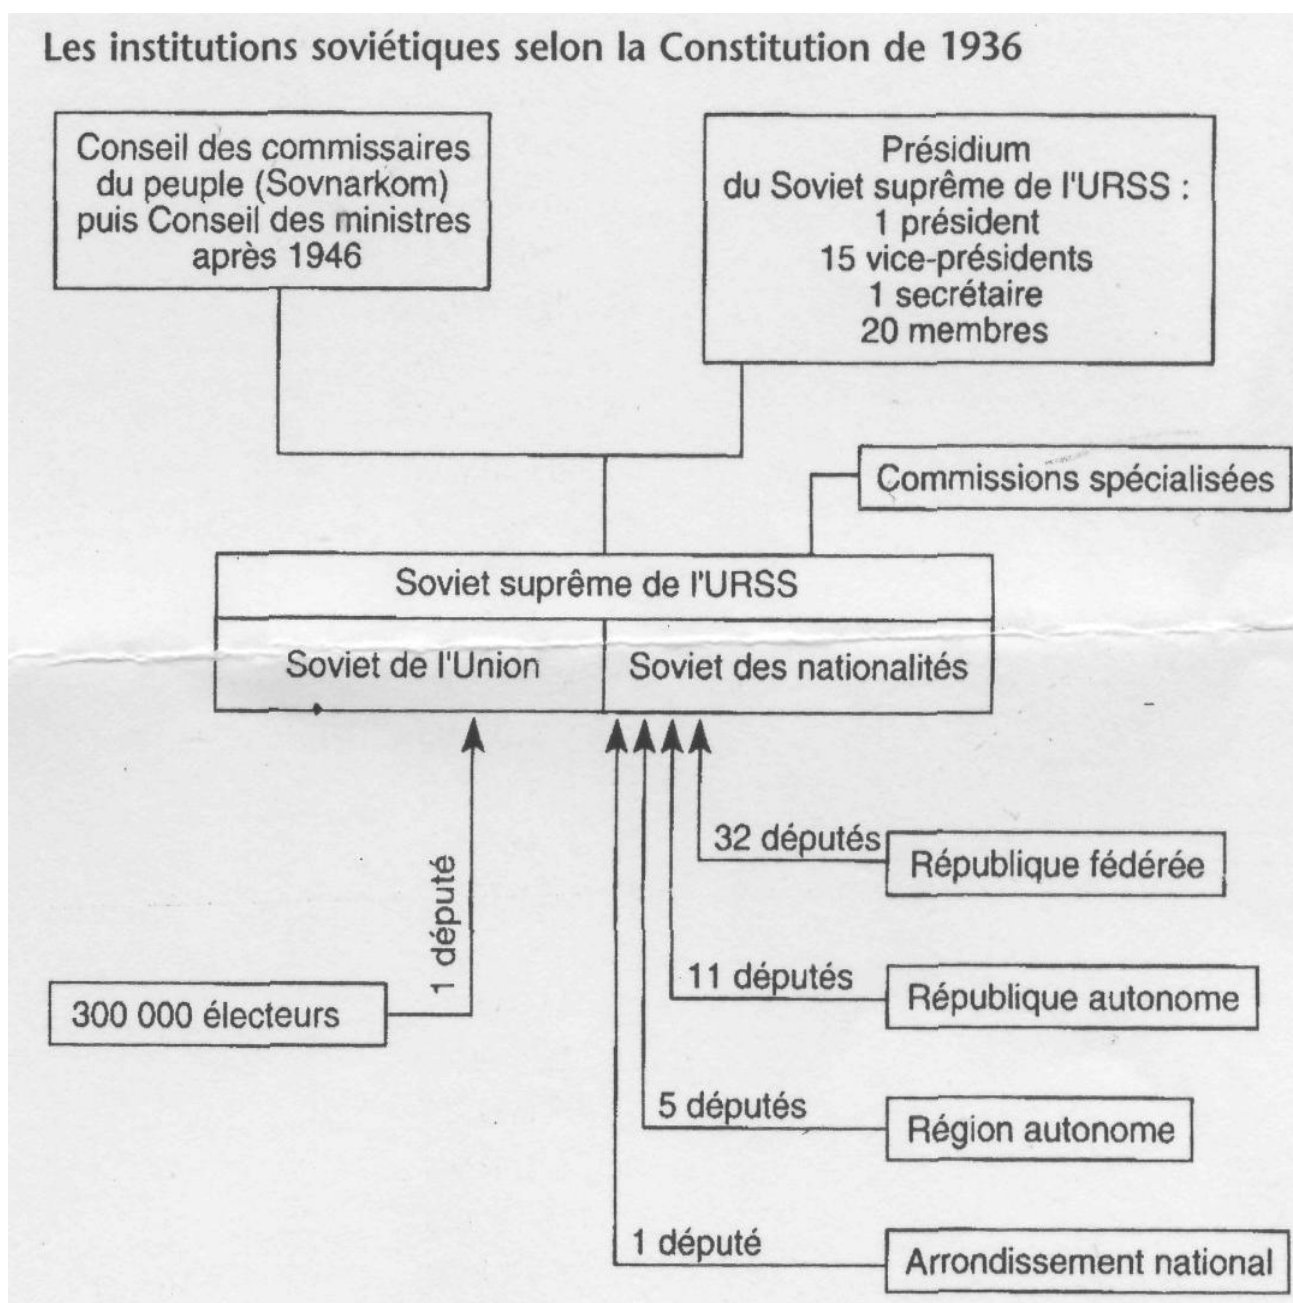 Les institutions soviétiques selon la Constitution de 1936
Conseil des commissaires
du peuple (Sovnarkom)
puis Conseil des ministres
après 1946
Présidium
du Soviet suprême de l'URSS :
1 président
15 vice-présidents
1 secrétaire
20 membres
Commissions spécialisées
Soviet suprême de l'URSS
Soviet de l'Union
Soviet des nationalités
32 députés
République fédérée
1 député
11 députés
République autonome
300 000 électeurs
5 députés
Région autonome
1 député
Arrondissement national